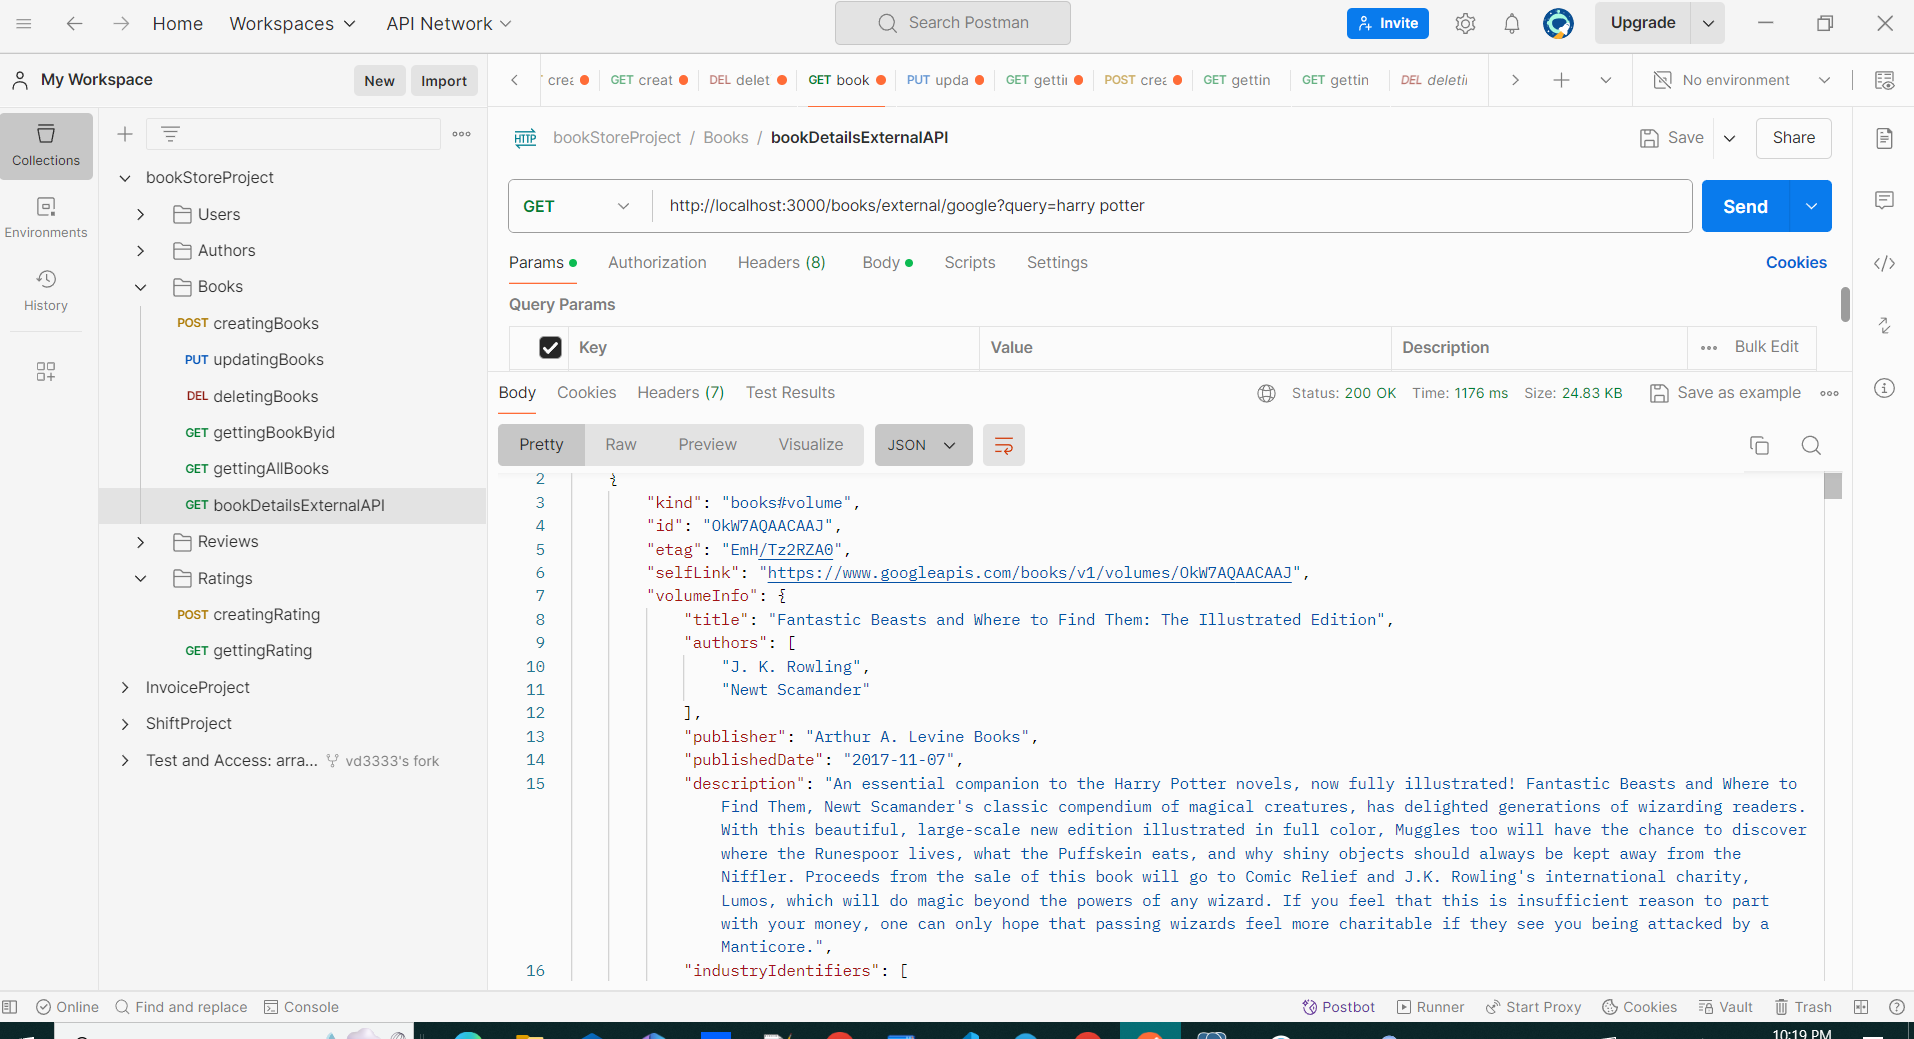 Home Workspaces API Network Search Postman Invite Upgrade
My Workspace New Import
crea GET creat DEL delet GET book PUT upda GET gettin POST crea GET gettin GET gettin DEL deletin No environment
Collections
Environments
History
bookStoreProject
Users
Authors
Books
POST creatingBooks
PUT updatingBooks
DEL deletingBooks
GET gettingBookByid
GET gettingAllBooks
GET bookDetailsExternalAPI
Reviews
Ratings
POST creatingRating
GET gettingRating
InvoiceProject
ShiftProject
Test and Access: arra... vd3333's fork
HTTP bookStoreProject / Books / bookDetailsExternalAPI Save Share
GET http://localhost:3000/books/external/google?query=harry potter Send
Params Authorization Headers (8) Body Scripts Settings Cookies
Query Params
Key Value Description Bulk Edit
Body Cookies Headers (7) Test Results Status: 200 OK Time: 1176 ms Size: 24.83 KB Save as example
Pretty Raw Preview Visualize JSON
2 {
3 "kind": "books#volume",
4 "id": "OkW7AQAACAAJ",
5 "etag": "EmH/Tz2RZA0",
6 "selfLink": "https://www.googleapis.com/books/v1/volumes/OkW7AQAACAAJ",
7 "volumeInfo": {
8 "title": "Fantastic Beasts and Where to Find Them: The Illustrated Edition",
9 "authors": [
10 "J. K. Rowling",
11 "Newt Scamander"
12 ],
13 "publisher": "Arthur A. Levine Books",
14 "publishedDate": "2017-11-07",
15 "description": "An essential companion to the Harry Potter novels, now fully illustrated! Fantastic Beasts and Where to
Find Them, Newt Scamander's classic compendium of magical creatures, has delighted generations of wizarding readers.
With this beautiful, large-scale new edition illustrated in full color, Muggles too will have the chance to discover
where the Runespoor lives, what the Puffskein eats, and why shiny objects should always be kept away from the
Niffler. Proceeds from the sale of this book will go to Comic Relief and J.K. Rowling's international charity,
Lumos, which will do magic beyond the powers of any wizard. If you feel that this is insufficient reason to part
with your money, one can only hope that passing wizards feel more charitable if they see you being attacked by a
Manticore.",
16 "industryIdentifiers": [
Online Find and replace Console Postbot Runner Start Proxy Cookies Vault Trash
10:19 PM